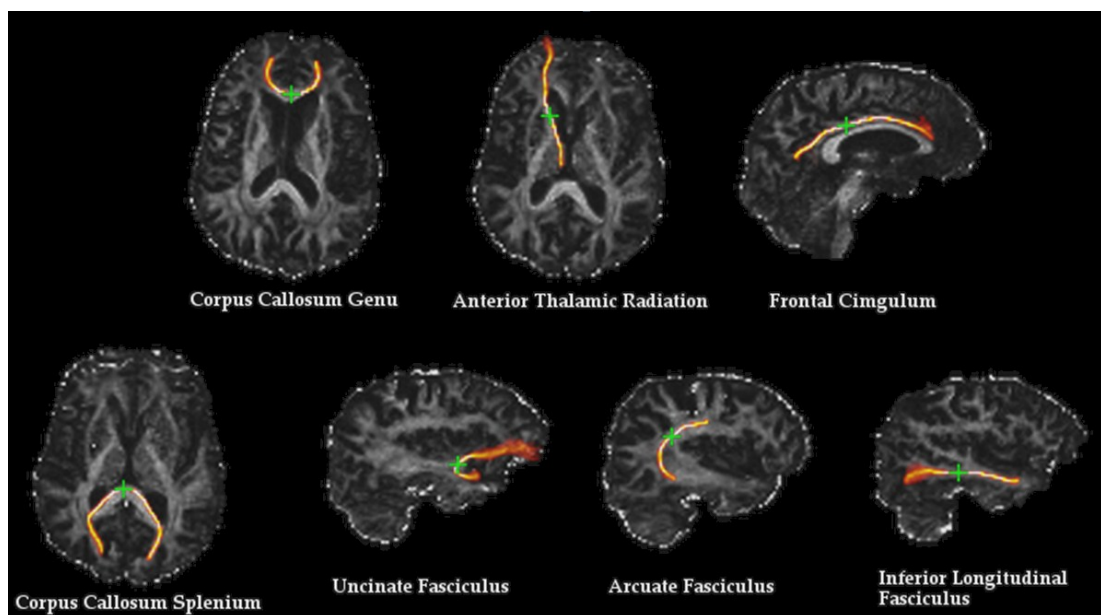 Corpus Callosum Genu
Anterior Thalamic Radiation
Frontal Cimgulum
Corpus Callosum Splenium
Uncinate Fasciculus
Arcuate Fasciculus
Inferior Longitudinal
Fasciculus